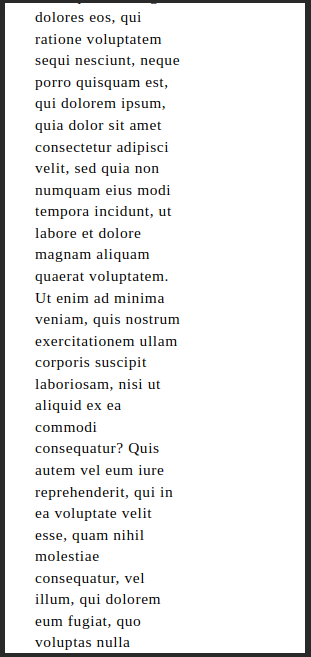 dolores eos, qui
ratione voluptatem
sequi nesciunt, neque
porro quisquam est,
qui dolorem ipsum,
quia dolor sit amet
consectetur adipisci
velit, sed quia non
numquam eius modi
tempora incidunt, ut
labore et dolore
magnam aliquam
quaerat voluptatem.
Ut enim ad minima
veniam, quis nostrum
exercitationem ullam
corporis suscipit
laboriosam, nisi ut
aliquid ex ea
commodi
consequatur? Quis
autem vel eum iure
reprehenderit, qui in
ea voluptate velit
esse, quam nihil
molestiae
consequatur, vel
illum, qui dolorem
eum fugiat, quo
voluptas nulla